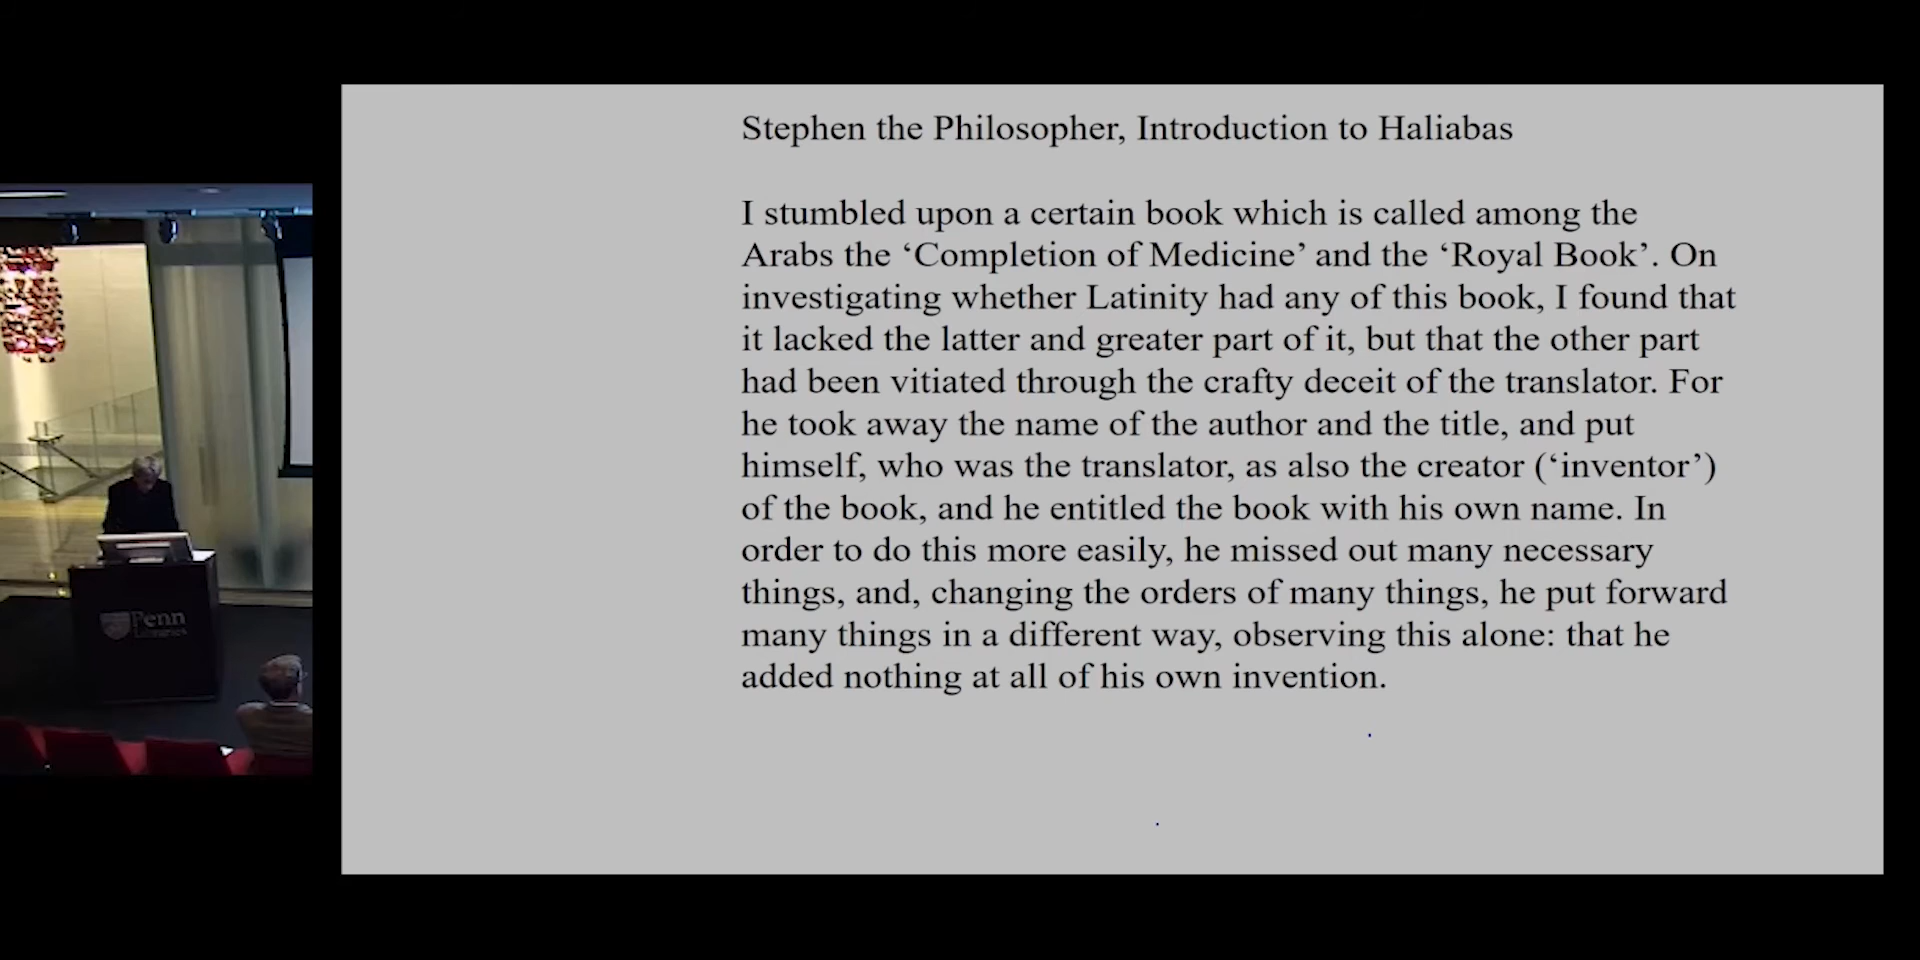 Stephen the Philosopher, Introduction to Haliabas
I stumbled upon a certain book which is called among the
Arabs the ‘Completion of Medicine’ and the ‘Royal Book’. On
investigating whether Latinity had any of this book, I found that
it lacked the latter and greater part of it, but that the other part
had been vitiated through the crafty deceit of the translator. For
he took away the name of the author and the title, and put
himself, who was the translator, as also the creator (‘inventor’)
of the book, and he entitled the book with his own name. In
order to do this more easily, he missed out many necessary
things, and, changing the orders of many things, he put forward
many things in a different way, observing this alone: that he
added nothing at all of his own invention.
Penn
Libraries